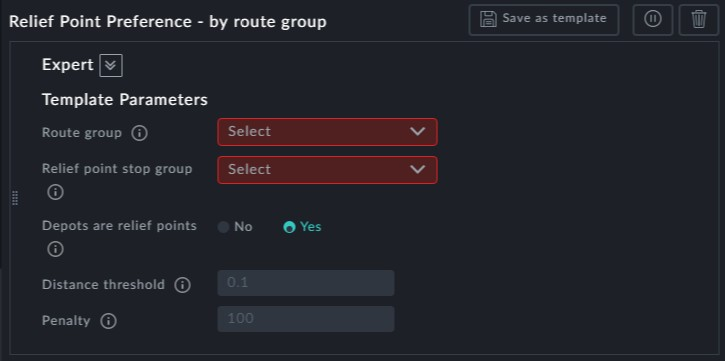 Relief Point Preference - by route group
Save as template
Expert
Template Parameters
Route group
Select
Relief point stop group
Select
Depots are relief points
No
Yes
Distance threshold
0.1
Penalty
100